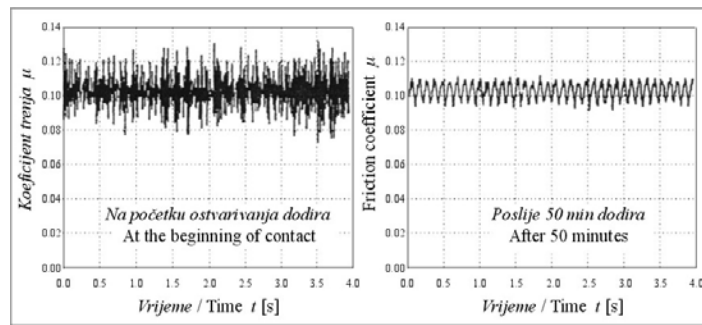 Koeficijent trenja μ
0.14
0.12
0.10
0.08
0.06
0.04
0.02
0.00
Na početku ostvarivanja dodira
At the beginning of contact
0.0 0.5 1.0 1.5 2.0 2.5 3.0 3.5 4.0
Vrijeme / Time t [s]
Friction coefficient μ
0.14
0.12
0.10
0.08
0.06
0.04
0.02
0.00
Poslije 50 min dodira
After 50 minutes
0.0 0.5 1.0 1.5 2.0 2.5 3.0 3.5 4.0
Vrijeme / Time t [s]